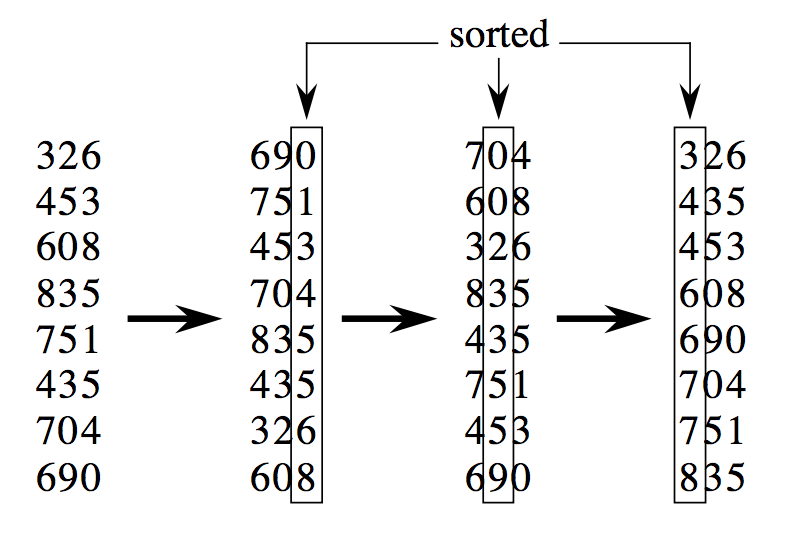 sorted
326 690 704 326
453 751 608 435
608 453 326 453
835 704 835 608
751 835 435 690
435 435 751 704
704 326 453 751
690 608 690 835